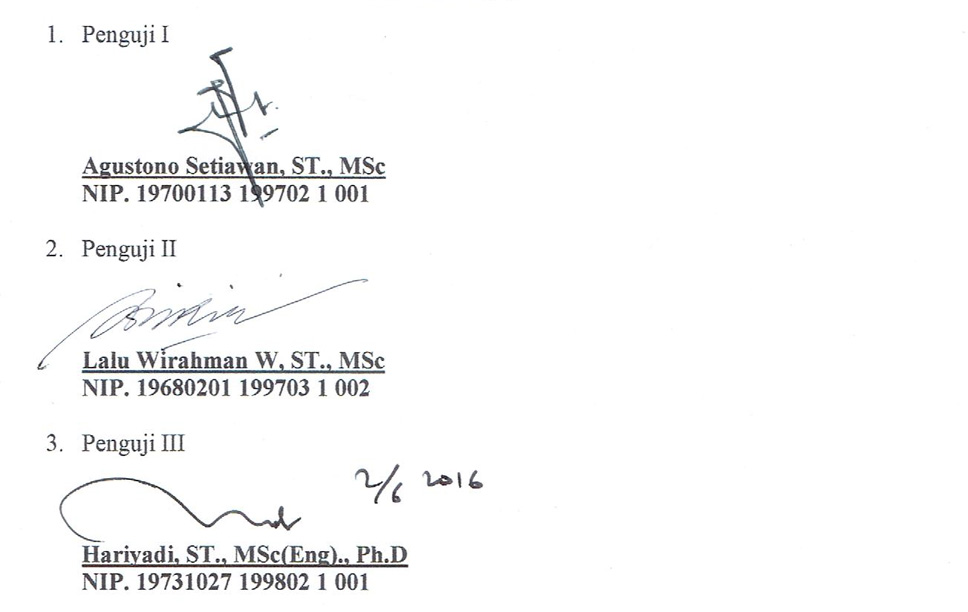 1. Penguji I
Agustono Setiawan, ST., MSc
NIP. 19700113 199702 1 001
2. Penguji II
Lalu Wirahman W, ST., MSc
NIP. 19680201 199703 1 002
3. Penguji III
2/6 2016
Hariyadi, ST., MSc(Eng)., Ph.D
NIP. 19731027 199802 1 001